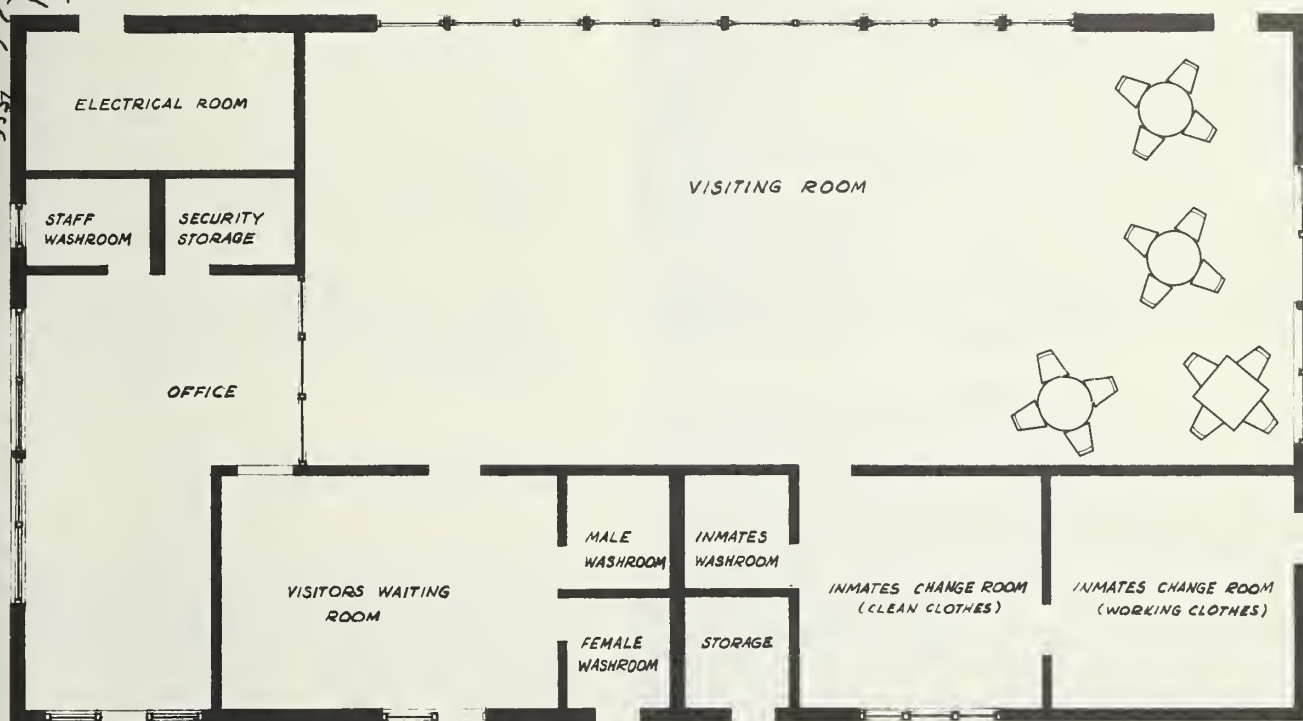 ELECTRICAL ROOM
VISITING ROOM
STAFF
WASHROOM
SECURITY
STORAGE
OFFICE
MALE
WASHROOM
INMATES
WASHROOM
VISITORS WAITING
ROOM
INMATES CHANGE ROOM
(CLEAN CLOTHES)
INMATES CHANGE ROOM
(WORKING CLOTHES)
FEMALE
WASHROOM
STORAGE